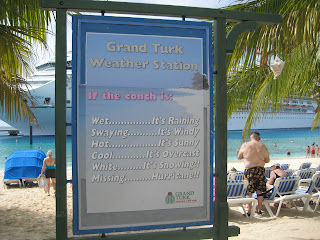 Grand Turk
Weather Station
If the conch is:
Wet..............It's Raining
Swaying..........It's Windy
Hot..............It's Sunny
Cool...........It's Overcast
White..........It's Snowing!
Missing.........Hurricane!!
GRAND
TURK